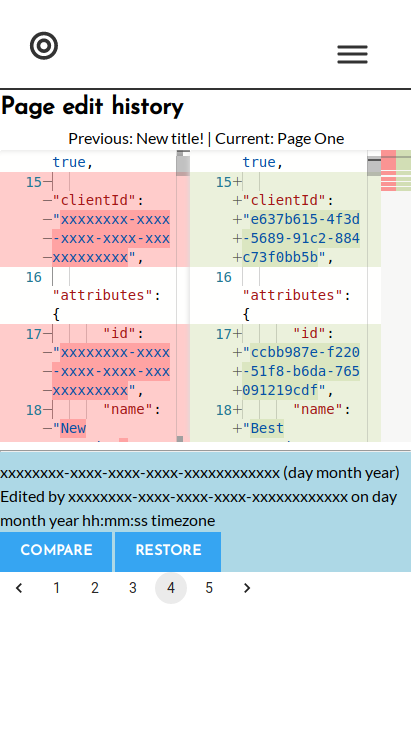 Page edit history
Previous: New title! | Current: Page One
true,
15—
—"clientId":
—"xxxxxxxx-xxxx
—-xxxx-xxxx-xxx
—xxxxxxxxx",
16
"attributes":
{
17— "id":
—"xxxxxxxx-xxxx
—-xxxx-xxxx-xxx
—xxxxxxxxx",
18— "name":
—"New
true,
15+
+"clientId":
+"e637b615-4f3d
+-5689-91c2-884
+c73f0bb5b",
16
"attributes":
{
17+ "id":
+"ccbb987e-f220
+-51f8-b6da-765
+091219cdf",
18+ "name":
+"Best
xxxxxxxx-xxxx-xxxx-xxxx-xxxxxxxxxxxx (day month year)
Edited by xxxxxxxx-xxxx-xxxx-xxxx-xxxxxxxxxxxx on day
month year hh:mm:ss timezone
COMPARE RESTORE
1 2 3 4 5